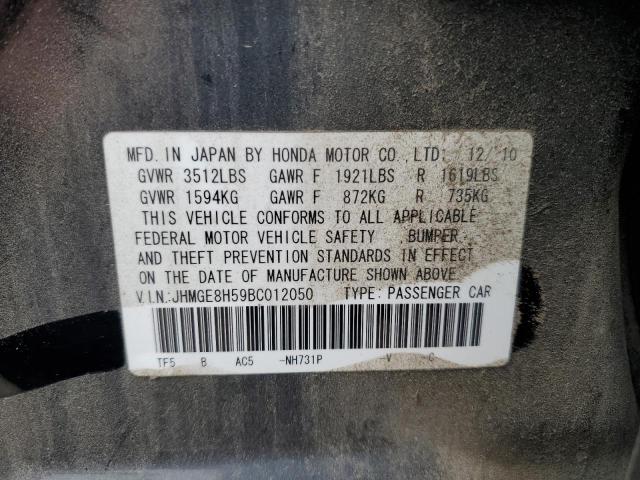 MFD. IN JAPAN BY HONDA MOTOR CO.,LTD: 12/10
GVWR 3512LBS GAWR F 1921LBS R 1619LBS
GVWR 1594KG GAWR F 872KG R 735KG
THIS VEHICLE CONFORMS TO ALL APPLICABLE
FEDERAL MOTOR VEHICLE SAFETY , BUMPER,
AND THEFT PREVENTION STANDARDS IN EFFECT
ON THE DATE OF MANUFACTURE SHOWN ABOVE.
V.I.N.:JHMGE8H59BC012050 TYPE: PASSENGER CAR
TF5 B AC5 -NH731P -V C